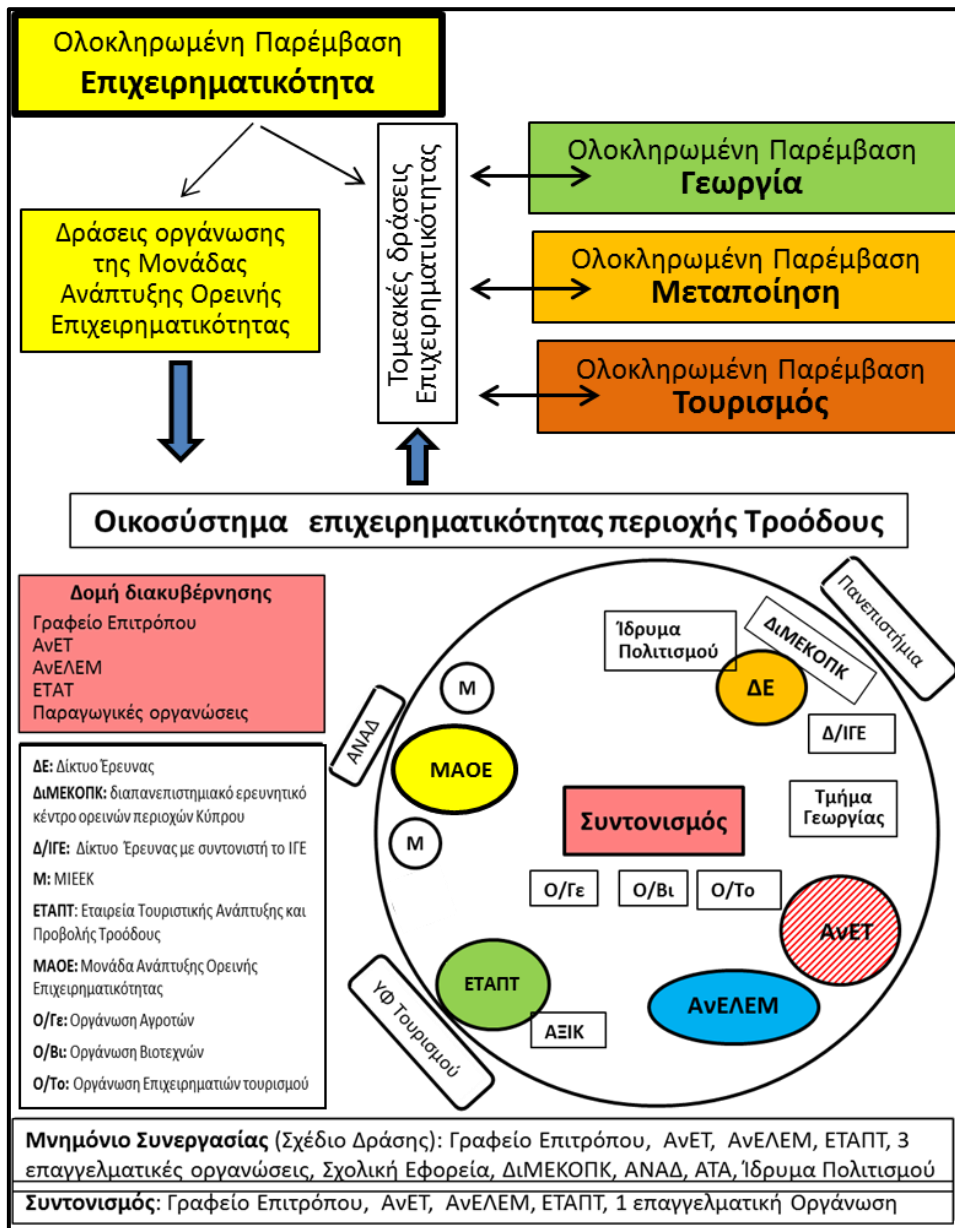 Ολοκληρωμένη Παρέμβαση
Επιχειρηματικότητα
Δράσεις οργάνωσης
της Μονάδας
Ανάπτυξης Ορεινής
Επιχειρηματικότητας
Τομεακές δράσεις
Επιχειρηματικότητας
Ολοκληρωμένη Παρέμβαση
Γεωργία
Ολοκληρωμένη Παρέμβαση
Μεταποίηση
Ολοκληρωμένη Παρέμβαση
Τουρισμός
Οικοσύστημα επιχειρηματικότητας περιοχής Τροόδους
Δομή διακυβέρνησης
Γραφείο Επιτρόπου
ΑνΕΤ
ΑνΕΛΕΜ
ΕΤΑΤ
Παραγωγικές οργανώσεις
ΔΕ: Δίκτυο Έρευνας
ΔιΜΕΚΟΠΚ: διαπανεπιστημιακό ερευνητικό
κέντρο ορεινών περιοχών Κύπρου
Δ/ΙΓΕ: Δίκτυο Έρευνας με συντονιστή το ΙΓΕ
Μ: ΜΙΕΕΚ
ΕΤΑΠΤ: Εταιρεία Τουριστικής Ανάπτυξης και
Προβολής Τροόδους
ΜΑΟΕ: Μονάδα Ανάπτυξης Ορεινής
Επιχειρηματικότητας
Ο/Γε: Οργάνωση Αγροτών
Ο/Βι: Οργάνωση Βιοτεχνών
Ο/Το: Οργάνωση Επιχειρηματιών τουρισμού
Πανεπιστήμια
Ίδρυμα
Πολιτισμού
ΔιΜΕΚΟΠΚ
ΔΕ
Μ
ΑΝΑΔ
Δ/ΙΓΕ
ΜΑΟΕ
Τμήμα
Γεωργίας
Συντονισμός
Μ
Ο/Γε
Ο/Βι
Ο/Το
ΑνΕΤ
ΕΤΑΠΤ
ΑνΕΛΕΜ
ΑΞΙΚ
ΥΦ Τουρισμού
Μνημόνιο Συνεργασίας (Σχέδιο Δράσης): Γραφείο Επιτρόπου, ΑνΕΤ, ΑνΕΛΕΜ, ΕΤΑΠΤ, 3
επαγγελματικές οργανώσεις, Σχολική Εφορεία, ΔιΜΕΚΟΠΚ, ΑΝΑΔ, ΑΤΑ, Ίδρυμα Πολιτισμού
Συντονισμός: Γραφείο Επιτρόπου, ΑνΕΤ, ΑνΕΛΕΜ, ΕΤΑΠΤ, 1 επαγγελματική Οργάνωση